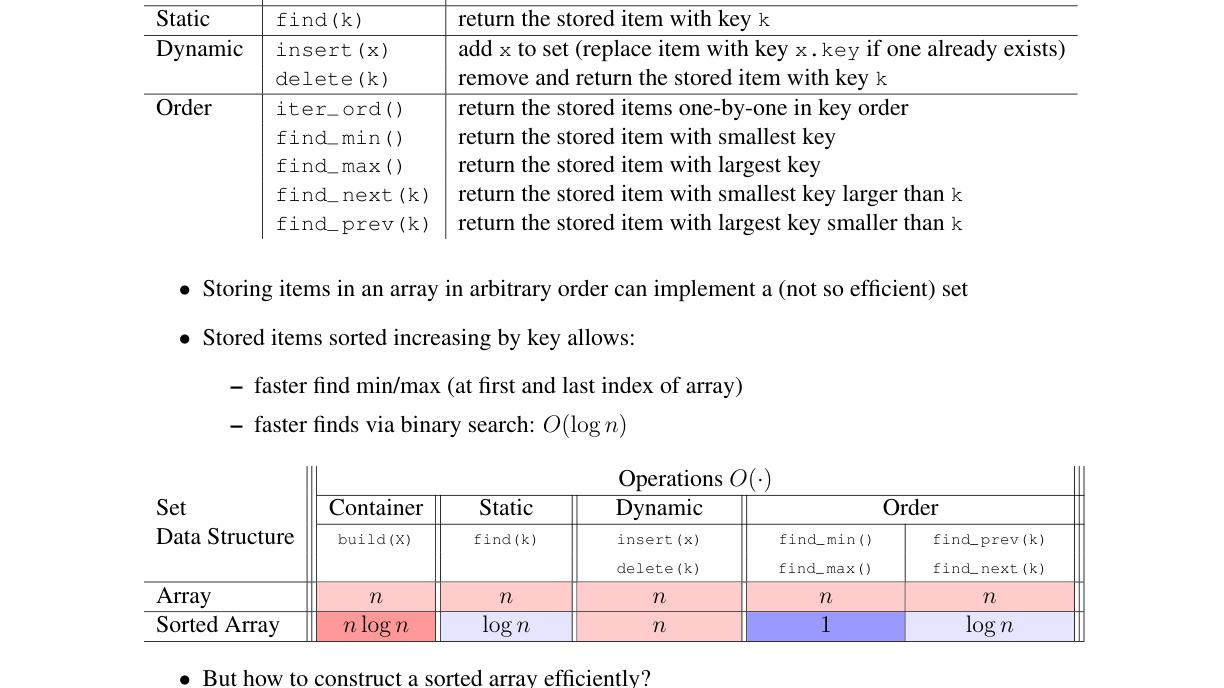 Static find(k) return the stored item with key k
Dynamic insert(x) add x to set (replace item with key x.key if one already exists)
delete(k) remove and return the stored item with key k
Order iter_ord() return the stored items one-by-one in key order
find_min() return the stored item with smallest key
find_max() return the stored item with largest key
find_next(k) return the stored item with smallest key larger than k
find_prev(k) return the stored item with largest key smaller than k
• Storing items in an array in arbitrary order can implement a (not so efficient) set
• Stored items sorted increasing by key allows:
– faster find min/max (at first and last index of array)
– faster finds via binary search: O(log n)
Operations O(·)
Set Container Static Dynamic Order
Data Structure build(X) find(k) insert(x) find_min() find_prev(k)
delete(k) find_max() find_next(k)
Array n n n n n
Sorted Array n log n log n n 1 log n
• But how to construct a sorted array efficiently?